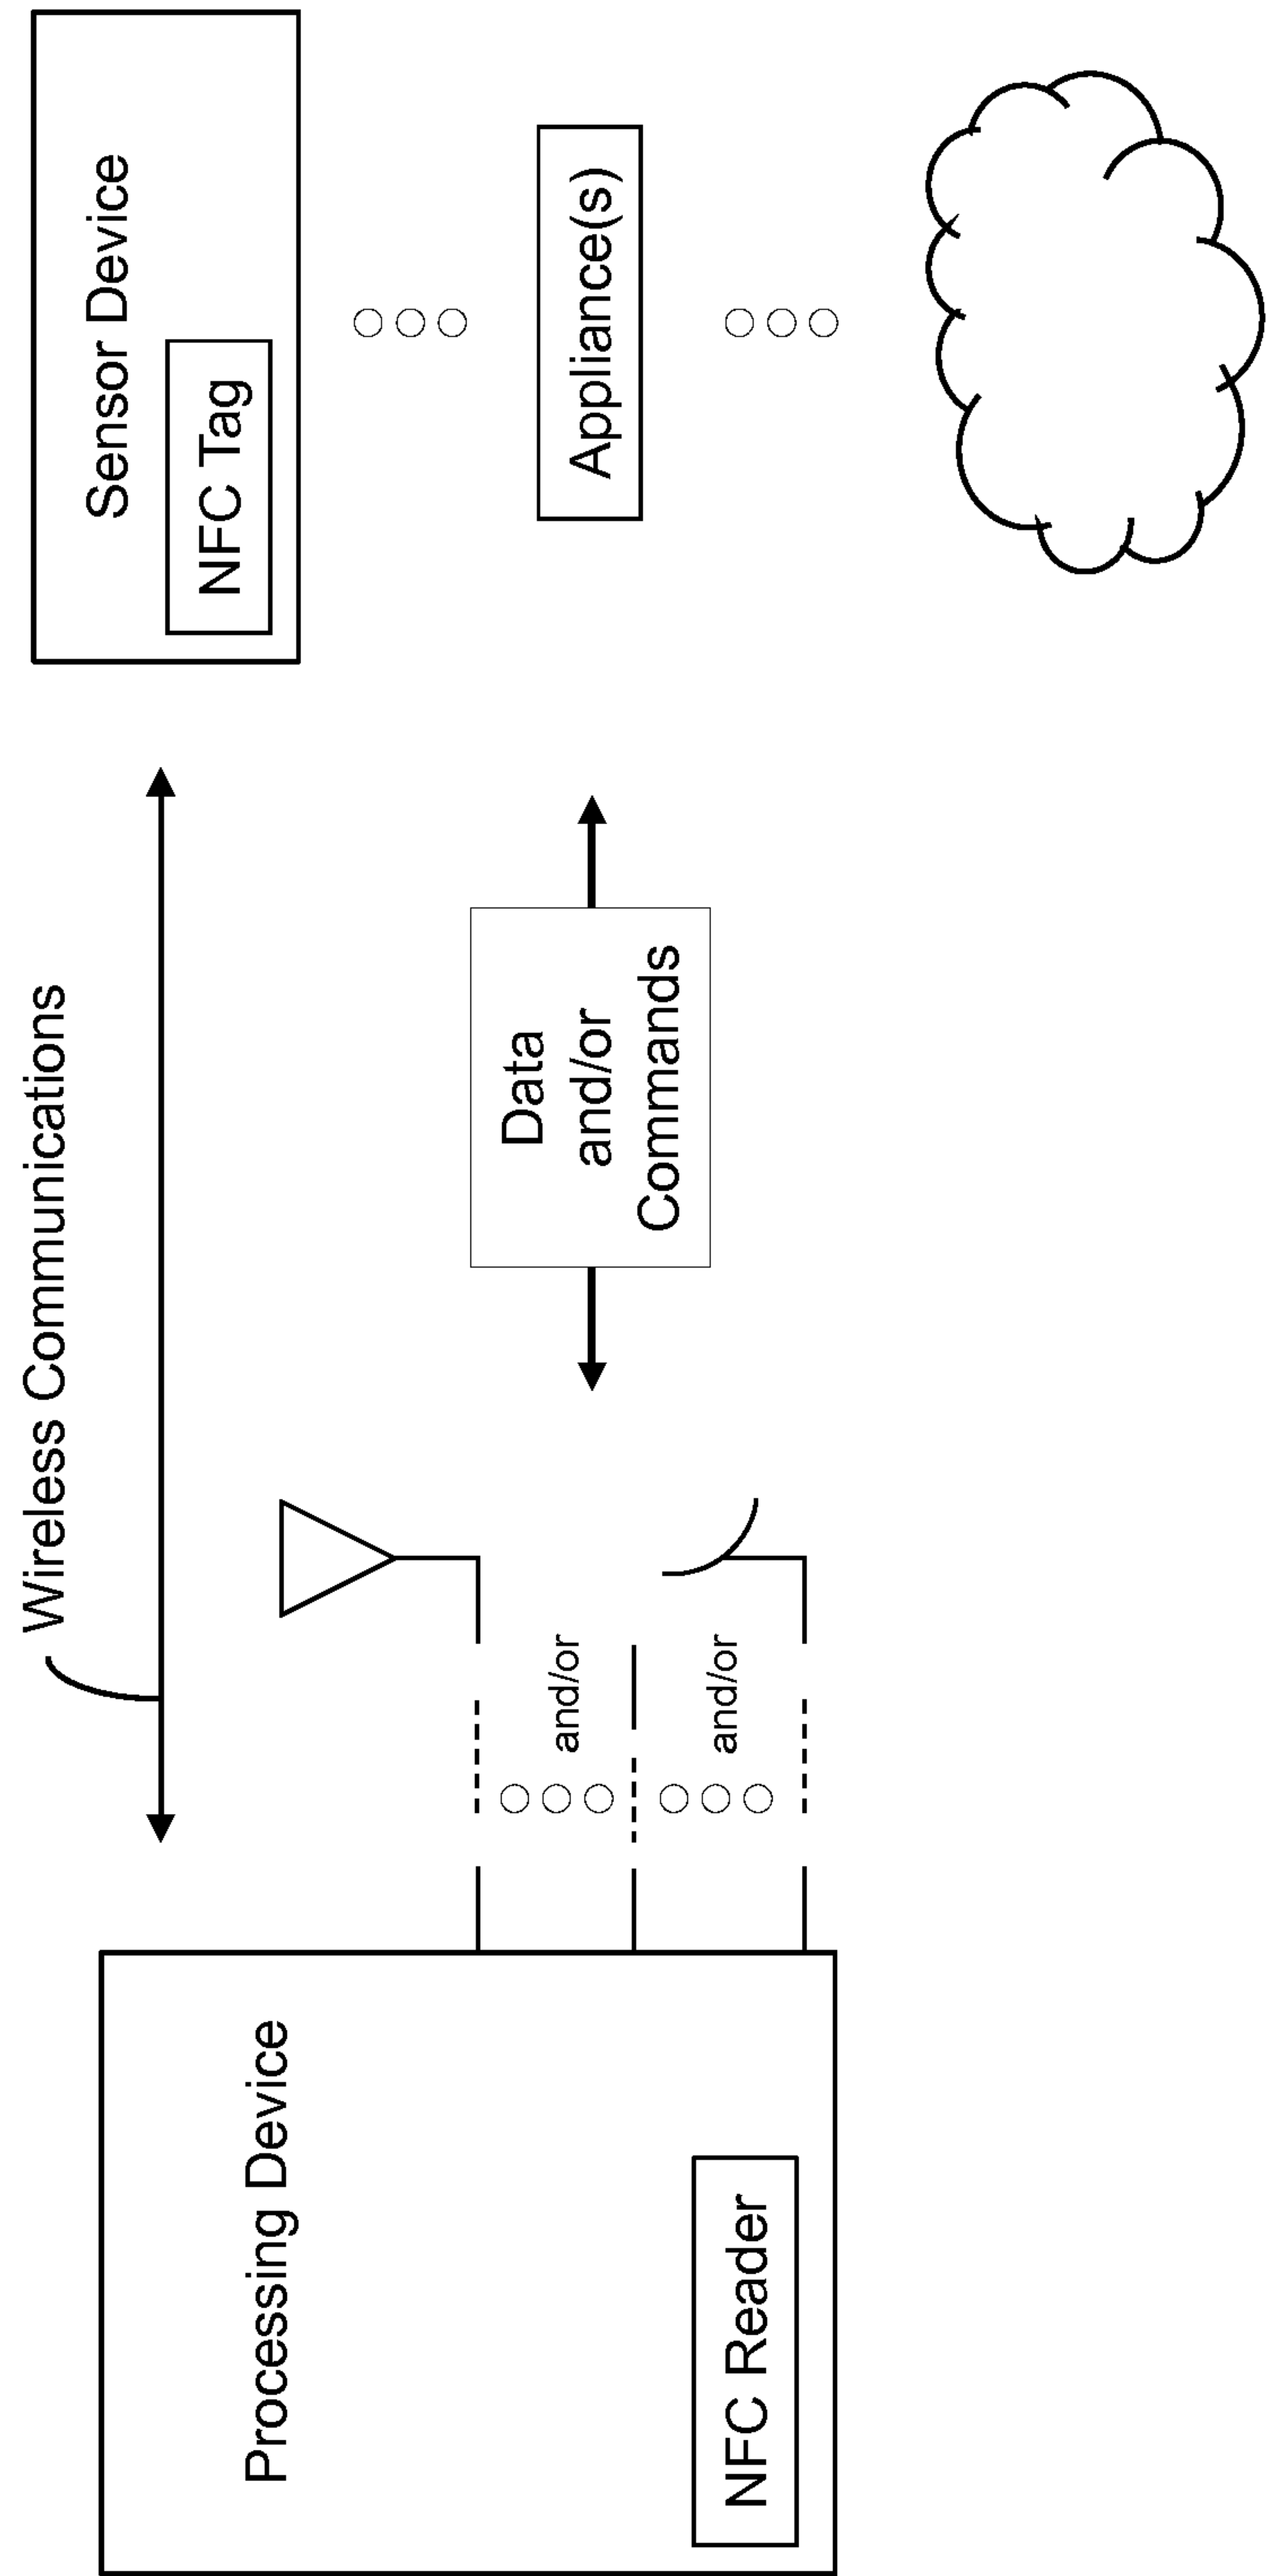 Wireless Communications
Sensor Device
NFC Tag
Processing Device
and/or
Data
and/or
Commands
Appliance(s)
and/or
NFC Reader